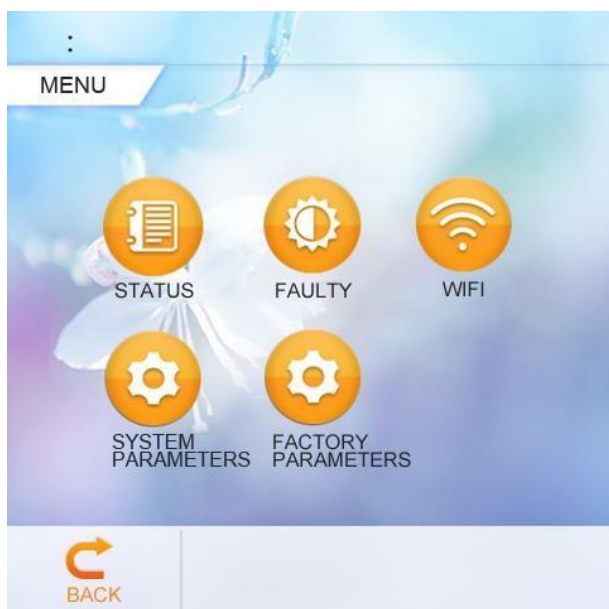 :
MENU
STATUS
FAULTY
WIFI
SYSTEM
PARAMETERS
FACTORY
PARAMETERS
BACK